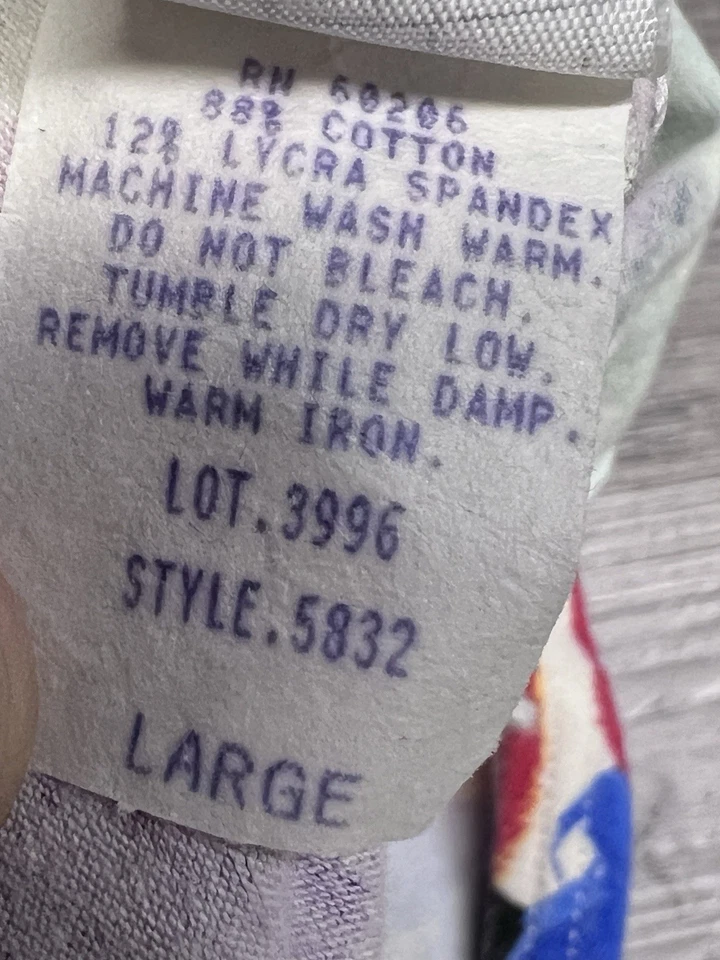 RN 60206
88% COTTON
12% LYCRA SPANDEX
MACHINE WASH WARM.
DO NOT BLEACH.
TUMBLE DRY LOW.
REMOVE WHILE DAMP.
WARM IRON.
LOT.3996
STYLE.5832
LARGE